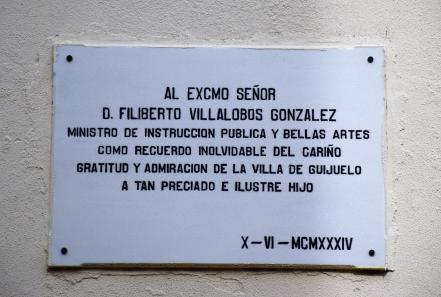 AL EXCMO SEÑOR
D. FILIBERTO VILLALOBOS GONZALEZ
MINISTRO DE INSTRUCCION PUBLICA Y BELLAS ARTES
COMO RECUERDO INOLVIDABLE DEL CARIÑO
GRATITUD Y ADMIRACION DE LA VILLA DE GUIJUELO
A TAN PRECIADO E ILUSTRE HIJO
X-VI-MCMXXXIV